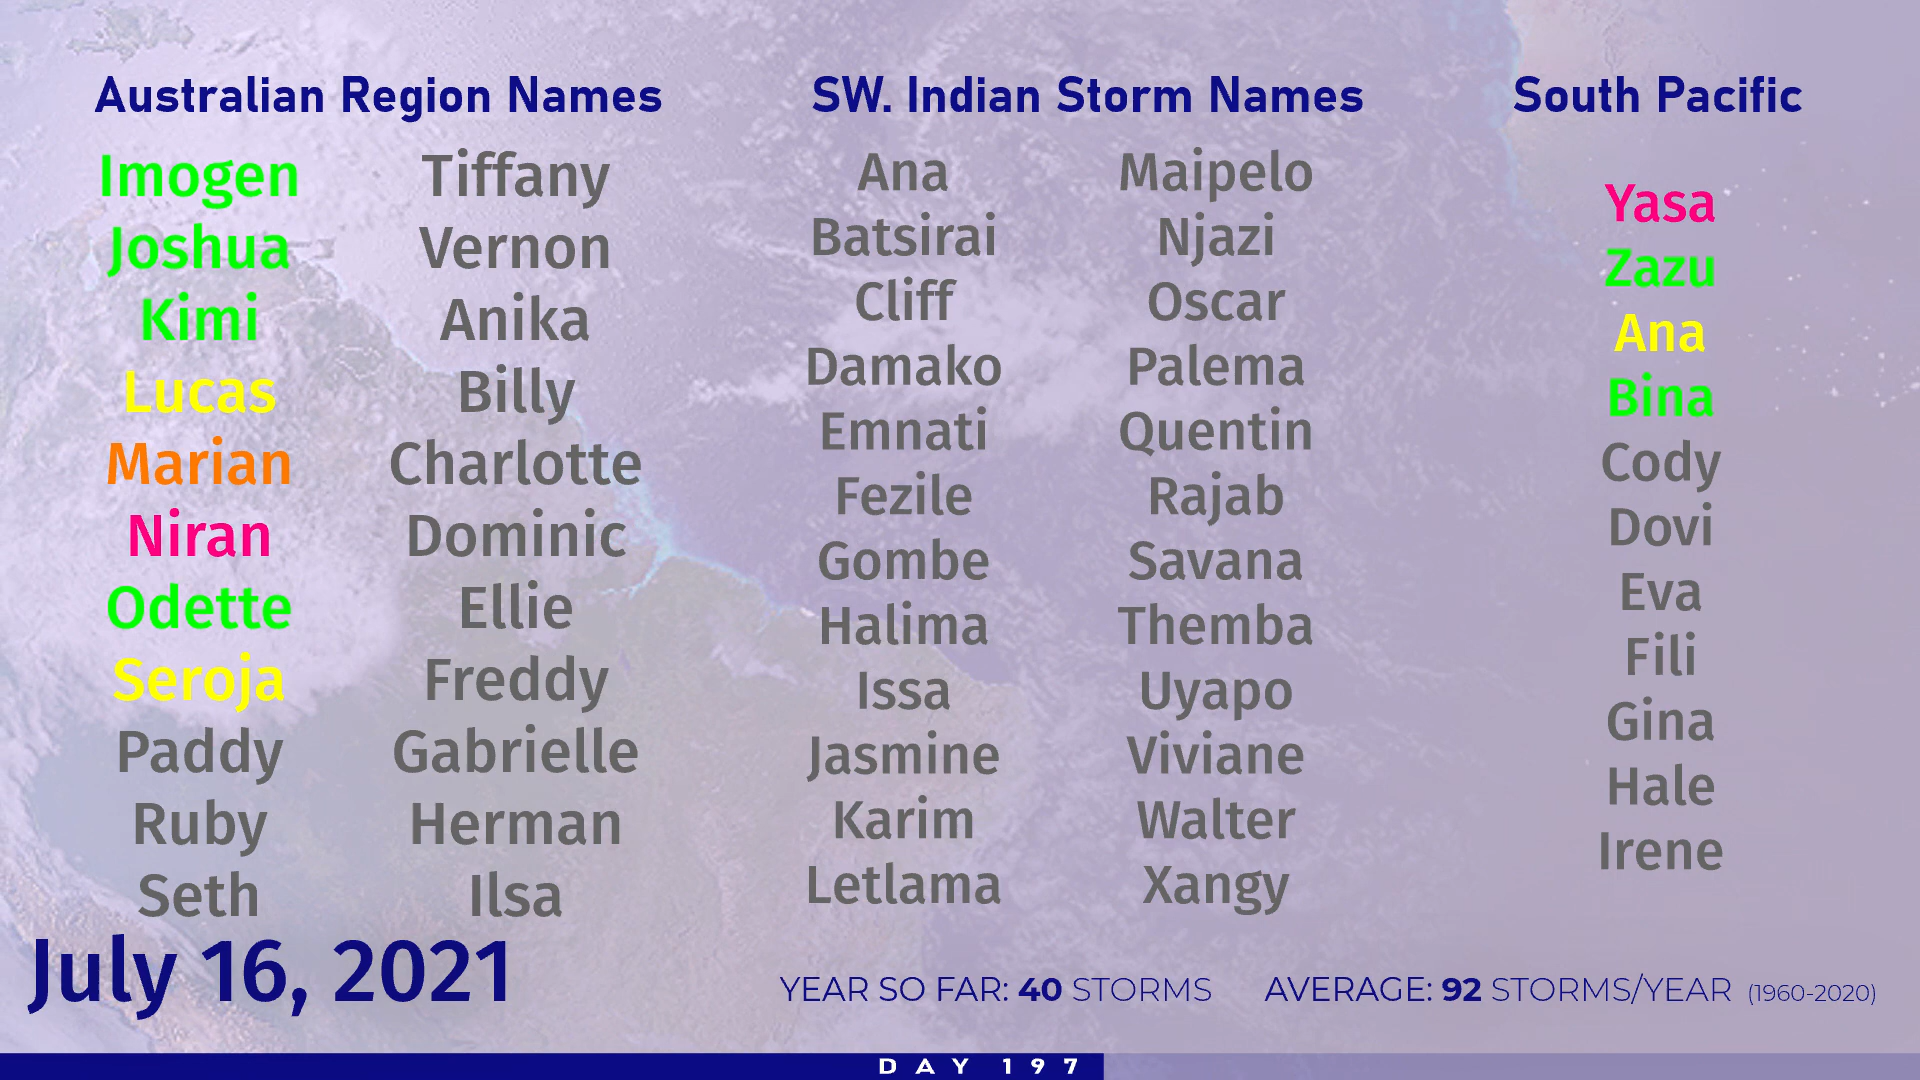 Australian Region Names
Imogen
Joshua
Kimi
Lucas
Marian
Niran
Odette
Seroja
Paddy
Ruby
Seth
Tiffany
Vernon
Anika
Billy
Charlotte
Dominic
Ellie
Freddy
Gabrielle
Herman
Ilsa
SW. Indian Storm Names
Ana
Batsirai
Cliff
Damako
Emnati
Fezile
Gombe
Halima
Issa
Jasmine
Karim
Letlama
Maipelo
Njazi
Oscar
Palema
Quentin
Rajab
Savana
Themba
Uyapo
Viviane
Walter
Xangy
South Pacific
Yasa
Zazu
Ana
Bina
Cody
Dovi
Eva
Fili
Gina
Hale
Irene
July 16, 2021
YEAR SO FAR: 40 STORMS
AVERAGE: 92 STORMS/YEAR (1960-2020)
DAY 197